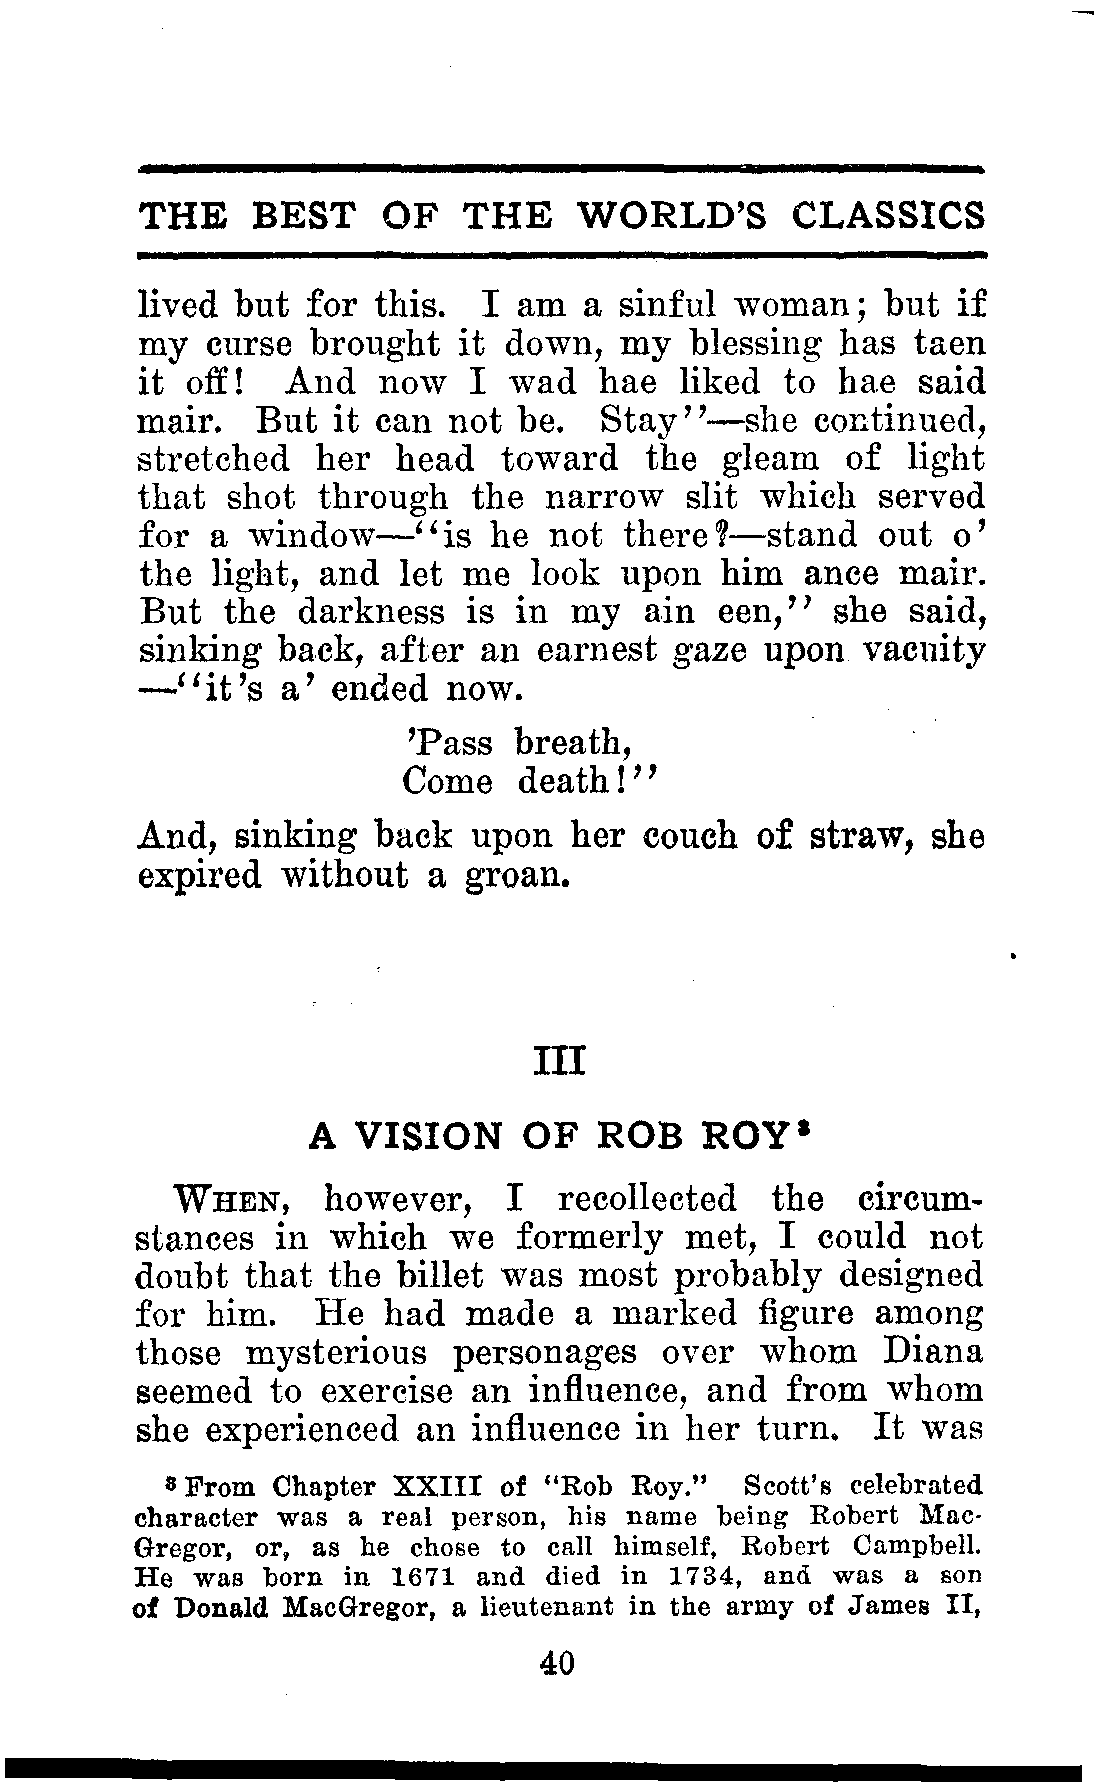 THE BEST OF THE WORLD'S CLASSICS
lived but for this. I am a sinful woman; but if
my curse brought it down, my blessing has taen
it off! And now I wad hae liked to hae said
mair. But it can not be. Stay"—she continued,
stretched her head toward the gleam of light
that shot through the narrow slit which served
for a window—"is he not there?—stand out o'
the light, and let me look upon him ance mair.
But the darkness is in my ain een," she said,
sinking back, after an earnest gaze upon vacuity
—"it's a' ended now.
'Pass breath,
Come death!"
And, sinking back upon her couch of straw, she
expired without a groan.
III
A VISION OF ROB ROY⁸
WHEN, however, I recollected the circum-
stances in which we formerly met, I could not
doubt that the billet was most probably designed
for him. He had made a marked figure among
those mysterious personages over whom Diana
seemed to exercise an influence, and from whom
she experienced an influence in her turn. It was
⁸ From Chapter XXIII of "Rob Roy." Scott's celebrated
character was a real person, his name being Robert Mac-
Gregor, or, as he chose to call himself, Robert Campbell.
He was born in 1671 and died in 1734, and was a son
of Donald MacGregor, a lieutenant in the army of James II,
40